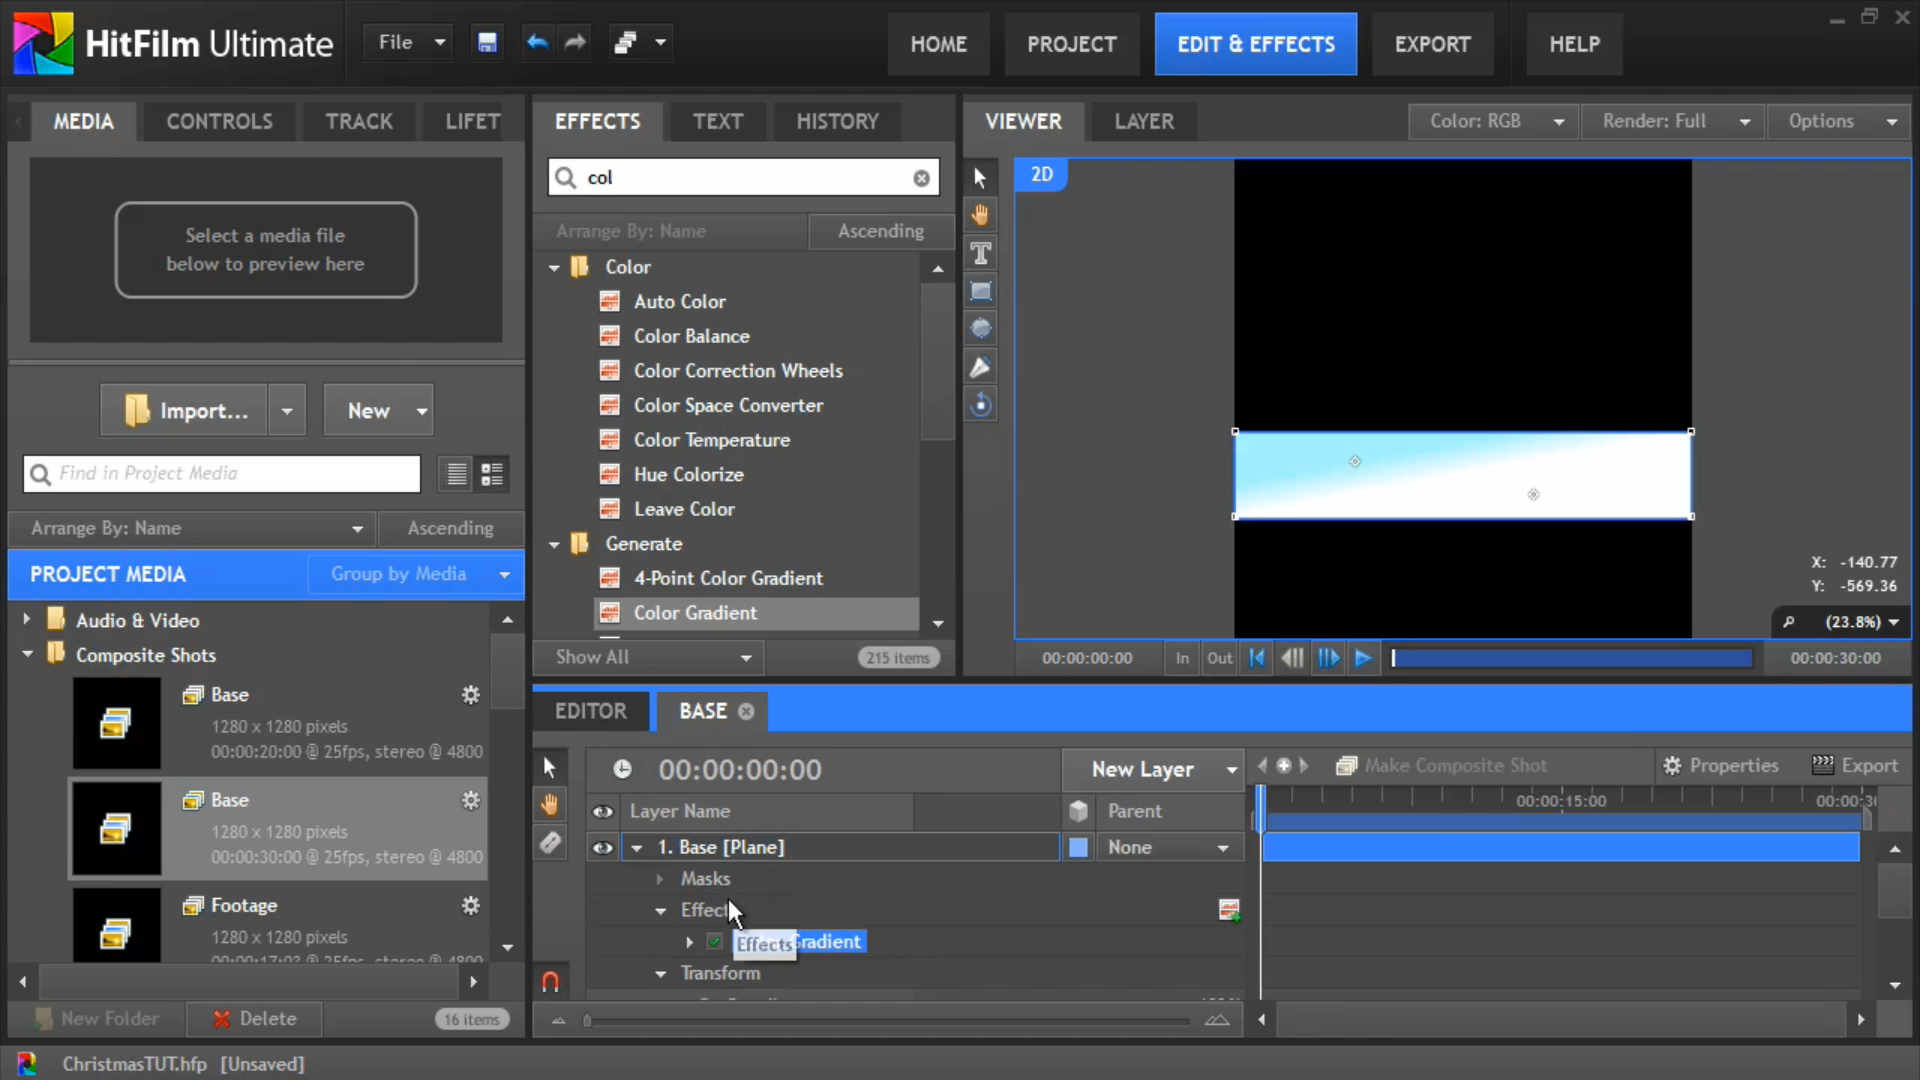 HitFilm Ultimate
File
HOME
PROJECT
EDIT & EFFECTS
EXPORT
HELP
MEDIA
CONTROLS
TRACK
LIFET
EFFECTS
TEXT
HISTORY
VIEWER
LAYER
Color: RGB
Render: Full
Options
Select a media file
below to preview here
col
2D
Arrange By: Name
Ascending
Color
Auto Color
Color Balance
Color Correction Wheels
Color Space Converter
Color Temperature
Hue Colorize
Leave Color
Generate
4-Point Color Gradient
Color Gradient
Show All
215 items
Import...
New
Find in Project Media
Arrange By: Name
Ascending
PROJECT MEDIA
Group by Media
Audio & Video
Composite Shots
Base
1280 x 1280 pixels
00:00:20:00 @ 25fps, stereo @ 4800
Base
1280 x 1280 pixels
00:00:30:00 @ 25fps, stereo @ 4800
Footage
1280 x 1280 pixels
New Folder
Delete
16 items
X: -140.77
Y: -569.36
(23.8%)
00:00:00:00
In
Out
00:00:30:00
EDITOR
BASE
00:00:00:00
New Layer
Make Composite Shot
Properties
Export
Layer Name
Parent
00:00:15:00
1. Base [Plane]
None
Masks
Effect
Effects
Gradient
Transform
ChristmasTUT.hfp [Unsaved]